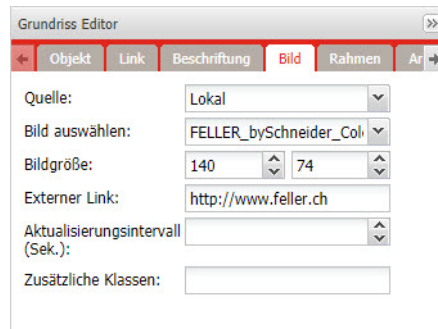 Grundriss Editor
Objekt Link Beschriftung Bild Rahmen Ar
Quelle: Lokal
Bild auswählen: FELLER_bySchneider_Col
Bildgröße: 140 74
Externer Link: http://www.feller.ch
Aktualisierungsintervall
(Sek.):
Zusätzliche Klassen: